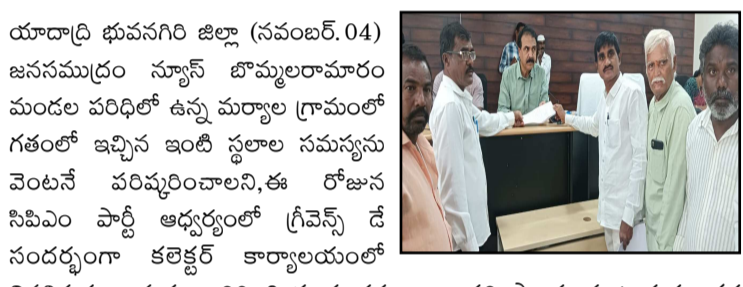 యాదాద్రి భువనగిరి జిల్లా (నవంబర్. 04)
జనసముద్రం న్యూస్ బొమ్మలరామారం
మండల పరిధిలో ఉన్న మర్యాల గ్రామంలో
గతంలో ఇచ్చిన ఇంటి స్థలాల సమస్యను
వెంటనే పరిష్కరించాలని,ఈ రోజున
సిపిఎం పార్టీ ఆధ్వర్యంలో గ్రీవెన్స్ డే
సందర్భంగా కలెక్టర్ కార్యాలయంలో